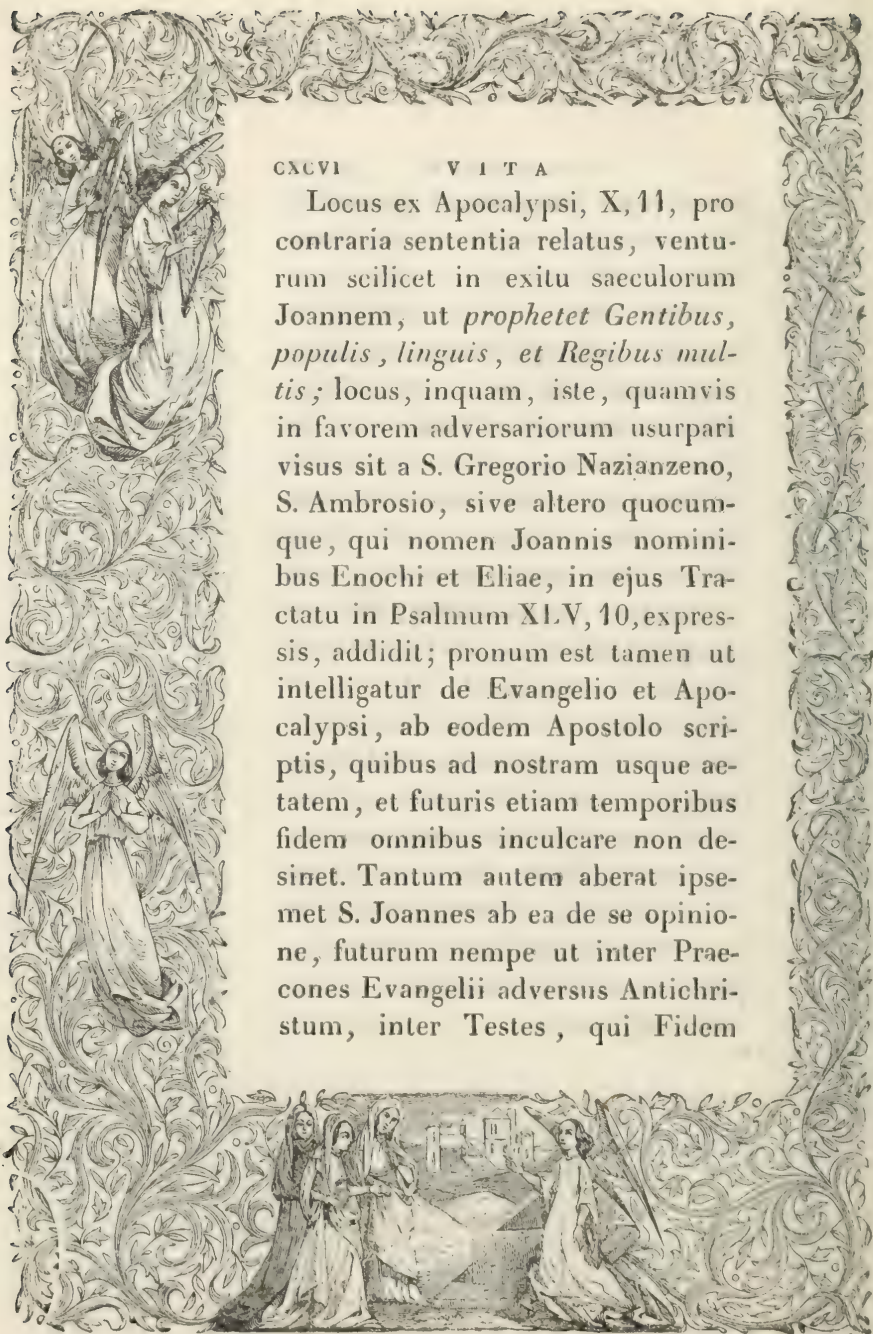 CXCVI VITA
Locus ex Apocalypsi, X, 11, pro
contraria sententia relatus, ventu-
rum scilicet in exitu saeculorum
Joannem, ut prophetet Gentibus,
populis, linguis, et Regibus mul-
tis; locus, inquam, iste, quamvis
in favorem adversariorum usurpari
visus sit a S. Gregorio Nazianzeno,
S. Ambrosio, sive altero quocum-
que, qui nomen Joannis nomini-
bus Enochi et Eliae, in ejus Tra-
ctatu in Psalmum XLV, 10, expres-
sis, addidit; pronum est tamen ut
intelligatur de Evangelio et Apo-
calypsi, ab eodem Apostolo scri-
ptis, quibus ad nostram usque ae-
tatem, et futuris etiam temporibus
fidem omnibus inculcare non de-
sinet. Tantum autem aberat ipse-
met S. Joannes ab ea de se opinio-
ne, futurum nempe ut inter Prae-
cones Evangelii adversus Antichri-
stum, inter Testes, qui Fidem